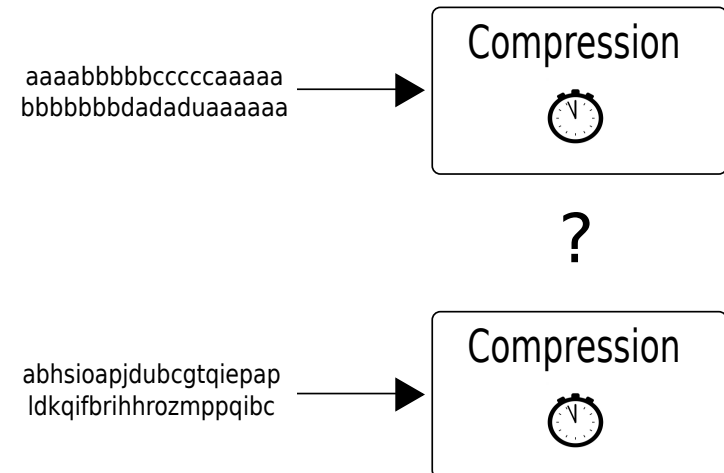 Compression
aaaabbbbbcccccaaaaa
bbbbbbbdadaduaaaaaa
?
Compression
abhsioapjdubcgtqiepap
ldkqifbrihhrozmppqibc